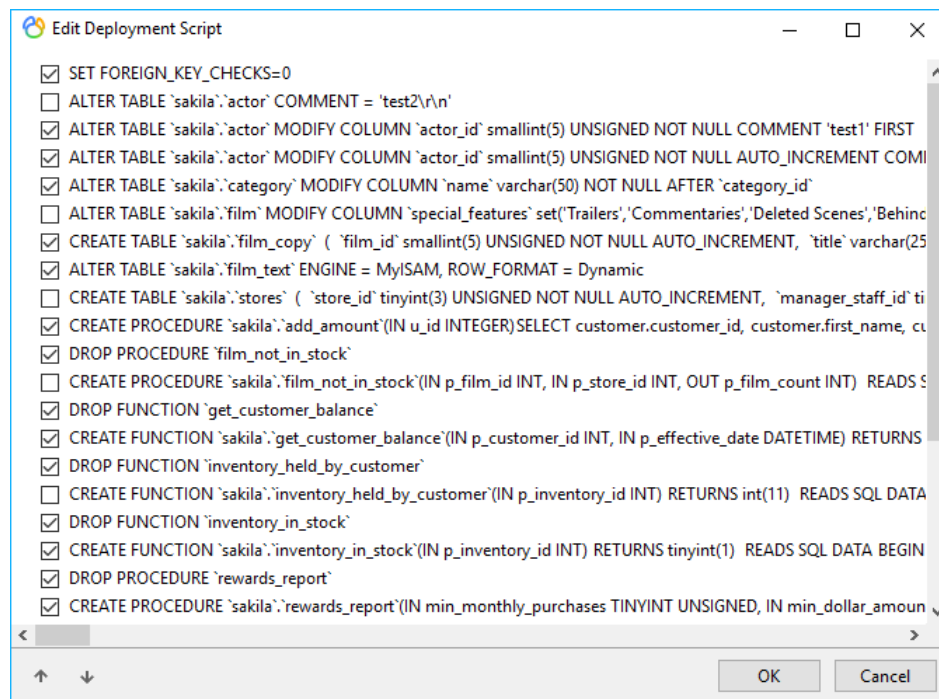 Edit Deployment Script
SET FOREIGN_KEY_CHECKS=0
ALTER TABLE `sakila`.`actor` COMMENT = 'test2\r\n'
ALTER TABLE `sakila`.`actor` MODIFY COLUMN `actor_id` smallint(5) UNSIGNED NOT NULL COMMENT 'test1' FIRST
ALTER TABLE `sakila`.`actor` MODIFY COLUMN `actor_id` smallint(5) UNSIGNED NOT NULL AUTO_INCREMENT COM
ALTER TABLE `sakila`.`category` MODIFY COLUMN `name` varchar(50) NOT NULL AFTER `category_id`
ALTER TABLE `sakila`.`film` MODIFY COLUMN `special_features` set('Trailers','Commentaries','Deleted Scenes','Behind
CREATE TABLE `sakila`.`film_copy`  (  `film_id` smallint(5) UNSIGNED NOT NULL AUTO_INCREMENT,  `title` varchar(25
ALTER TABLE `sakila`.`film_text` ENGINE = MyISAM, ROW_FORMAT = Dynamic
CREATE TABLE `sakila`.`stores`  (  `store_id` tinyint(3) UNSIGNED NOT NULL AUTO_INCREMENT,  `manager_staff_id` ti
CREATE PROCEDURE `sakila`.`add_amount`(IN u_id INTEGER)SELECT customer.customer_id, customer.first_name, cu
DROP PROCEDURE `film_not_in_stock`
CREATE PROCEDURE `sakila`.`film_not_in_stock`(IN p_film_id INT, IN p_store_id INT, OUT p_film_count INT)  READS S
DROP FUNCTION `get_customer_balance`
CREATE FUNCTION `sakila`.`get_customer_balance`(IN p_customer_id INT, IN p_effective_date DATETIME) RETURNS
DROP FUNCTION `inventory_held_by_customer`
CREATE FUNCTION `sakila`.`inventory_held_by_customer`(IN p_inventory_id INT) RETURNS int(11)  READS SQL DATA
DROP FUNCTION `inventory_in_stock`
CREATE FUNCTION `sakila`.`inventory_in_stock`(IN p_inventory_id INT) RETURNS tinyint(1)  READS SQL DATA BEGIN
DROP PROCEDURE `rewards_report`
CREATE PROCEDURE `sakila`.`rewards_report`(IN min_monthly_purchases TINYINT UNSIGNED, IN min_dollar_amoun
OK
Cancel